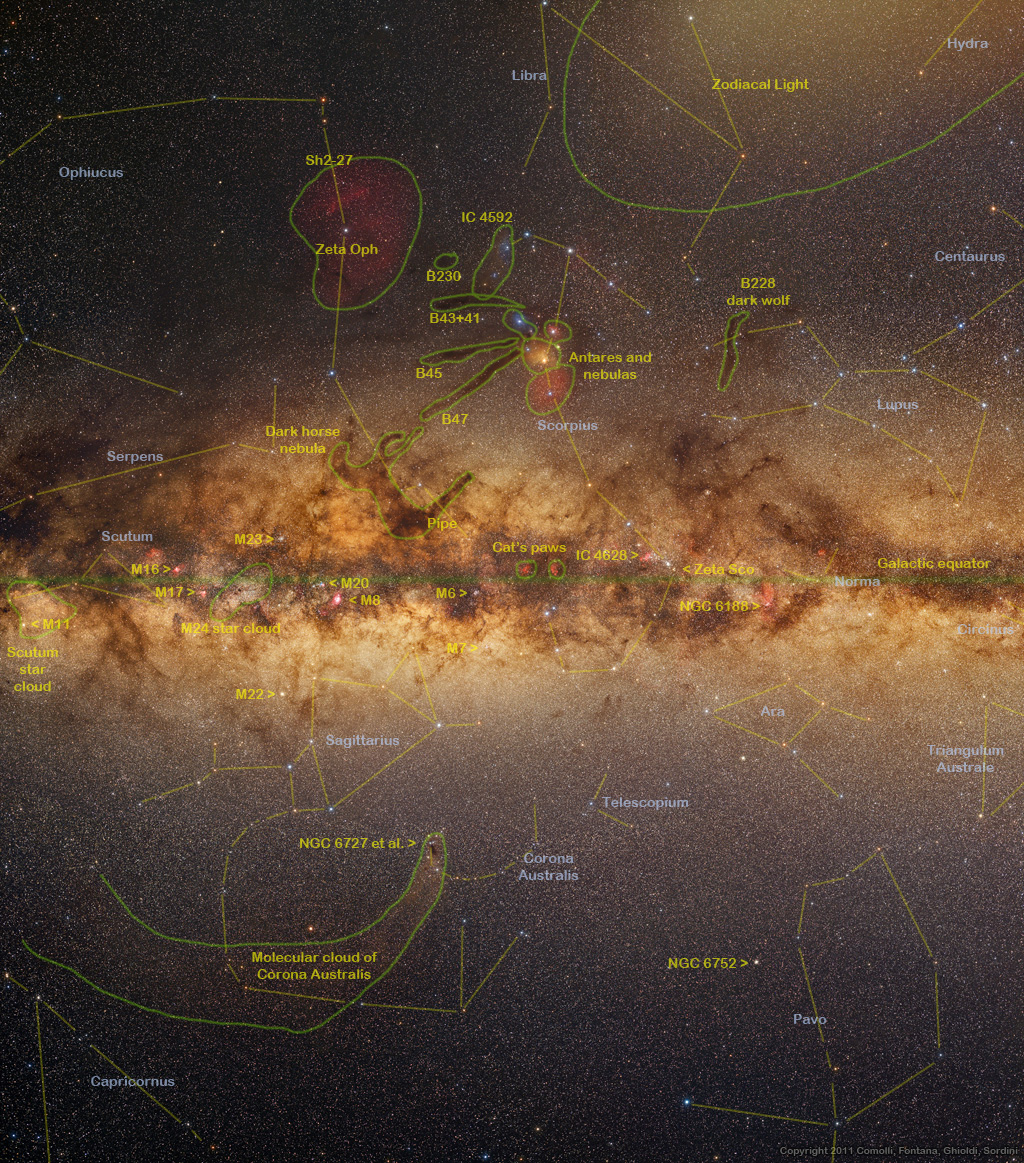 Hydra
Libra
Zodiacal Light
Sh2-27
Ophiucus
IC 4592
Zeta Oph
Centaurus
B230
B228
dark wolf
B43+41
Antares and
nebulas
B45
Lupus
B47
Scorpius
Dark horse
nebula
Serpens
Pipe
Scutum
M23 >
Cat's paws
IC 4628 >
Galactic equator
M16 >
< Zeta Sco
< M20
Norma
M17 >
M6 >
< M8
NGC 6188 >
< M11
M24 star cloud
Circinus
M7 >
Scutum
star
cloud
M22 >
Ara
Sagittarius
Triangulum
Australe
Telescopium
NGC 6727 et al. >
Corona
Australis
Molecular cloud of
Corona Australis
NGC 6752 >
Pavo
Capricornus
Copyright 2011 Comolli, Fontana, Ghioldi, Sordini